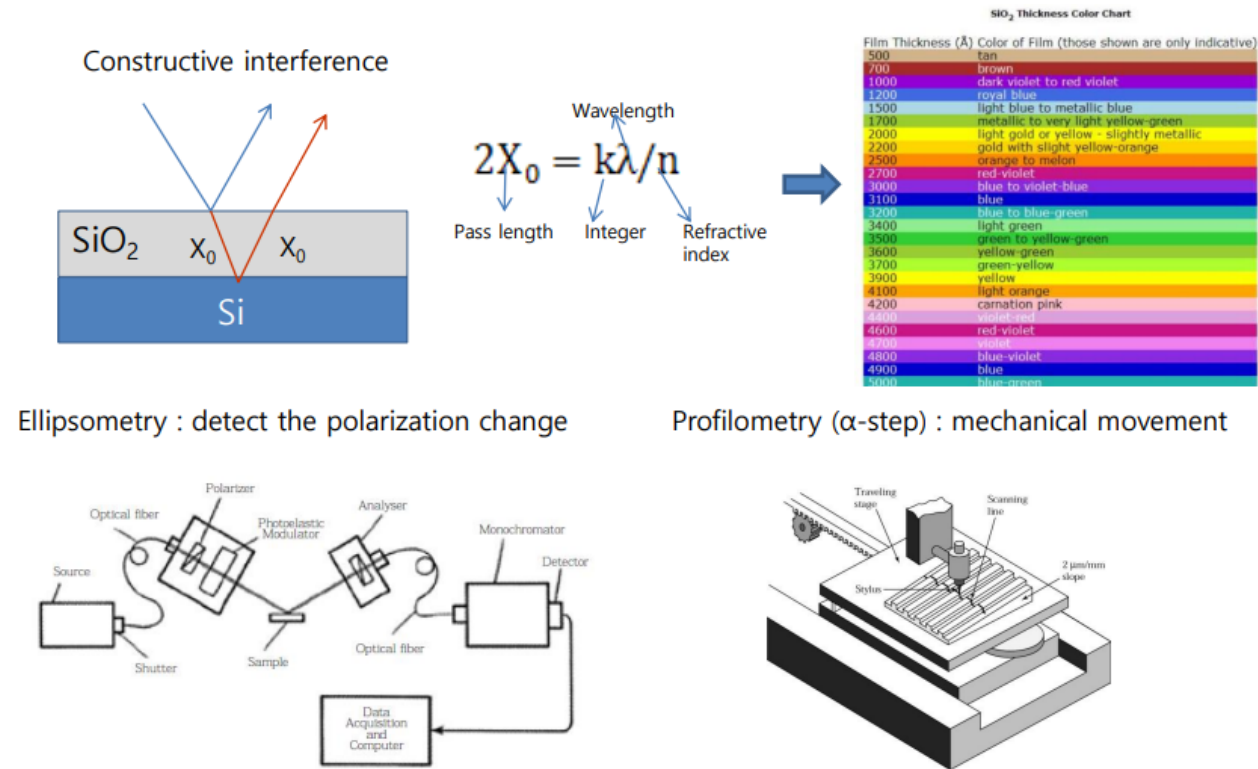 SiO₂ Thickness Color Chart
Film Thickness (Å) Color of Film (those shown are only indicative)
500 tan
700 brown
1000 dark violet to red violet
1200 royal blue
1500 light blue to metallic blue
1700 metallic to very light yellow-green
2000 light gold or yellow - slightly metallic
2200 gold with slight yellow-orange
2500 orange to melon
2700 red-violet
3000 blue to violet-blue
3100 blue
3200 blue to blue-green
3400 light green
3500 green to yellow-green
3600 yellow-green
3700 green-yellow
3900 yellow
4100 light orange
4200 carnation pink
4400 violet-red
4600 red-violet
4700 violet
4800 blue-violet
4900 blue
5000 blue-green
Constructive interference
SiO₂
X₀
X₀
Si
Wavelength
2X₀ = kλ/n
Pass length
Integer
Refractive
index
Ellipsometry : detect the polarization change
Source
Shutter
Optical fiber
Polarizer
Photoelastic
Modulator
Sample
Analyser
Optical fiber
Monochromator
Detector
Data
Acquisition
and
Computer
Profilometry (α-step) : mechanical movement
Traveling
stage
Scanning
line
Stylus
2 μm/mm
slope